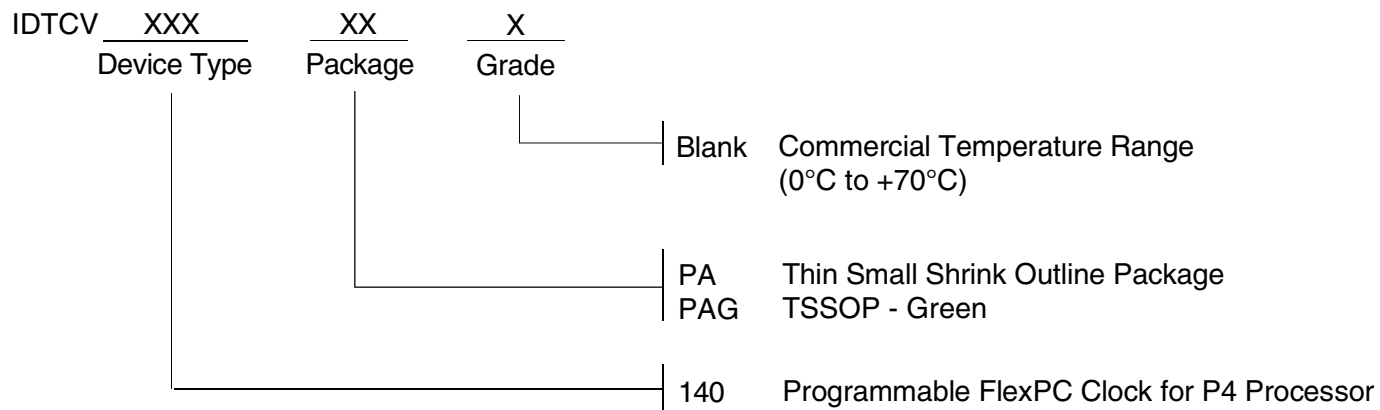 IDTCV XXX XX X
Device Type Package Grade
Blank Commercial Temperature Range
(0°C to +70°C)
PA Thin Small Shrink Outline Package
PAG TSSOP - Green
140 Programmable FlexPC Clock for P4 Processor